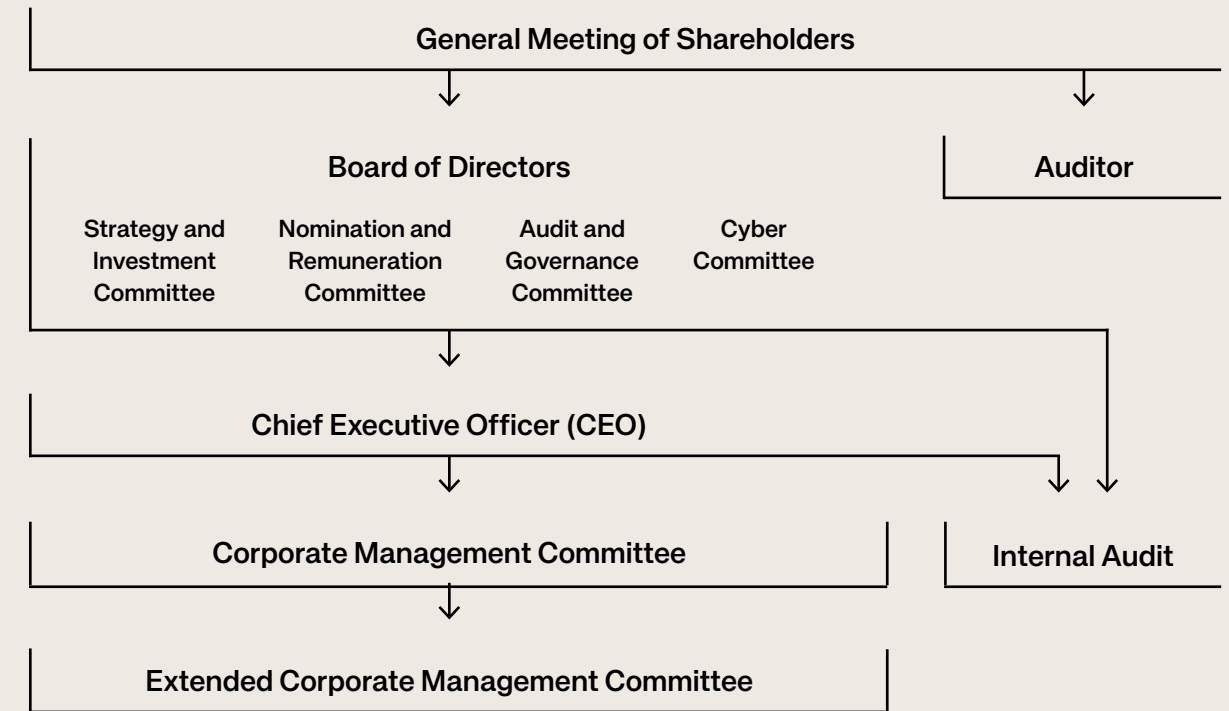 General Meeting of Shareholders
Board of Directors
Auditor
Strategy and
Investment
Committee
Nomination and
Remuneration
Committee
Audit and
Governance
Committee
Cyber
Committee
Chief Executive Officer (CEO)
Corporate Management Committee
Internal Audit
Extended Corporate Management Committee